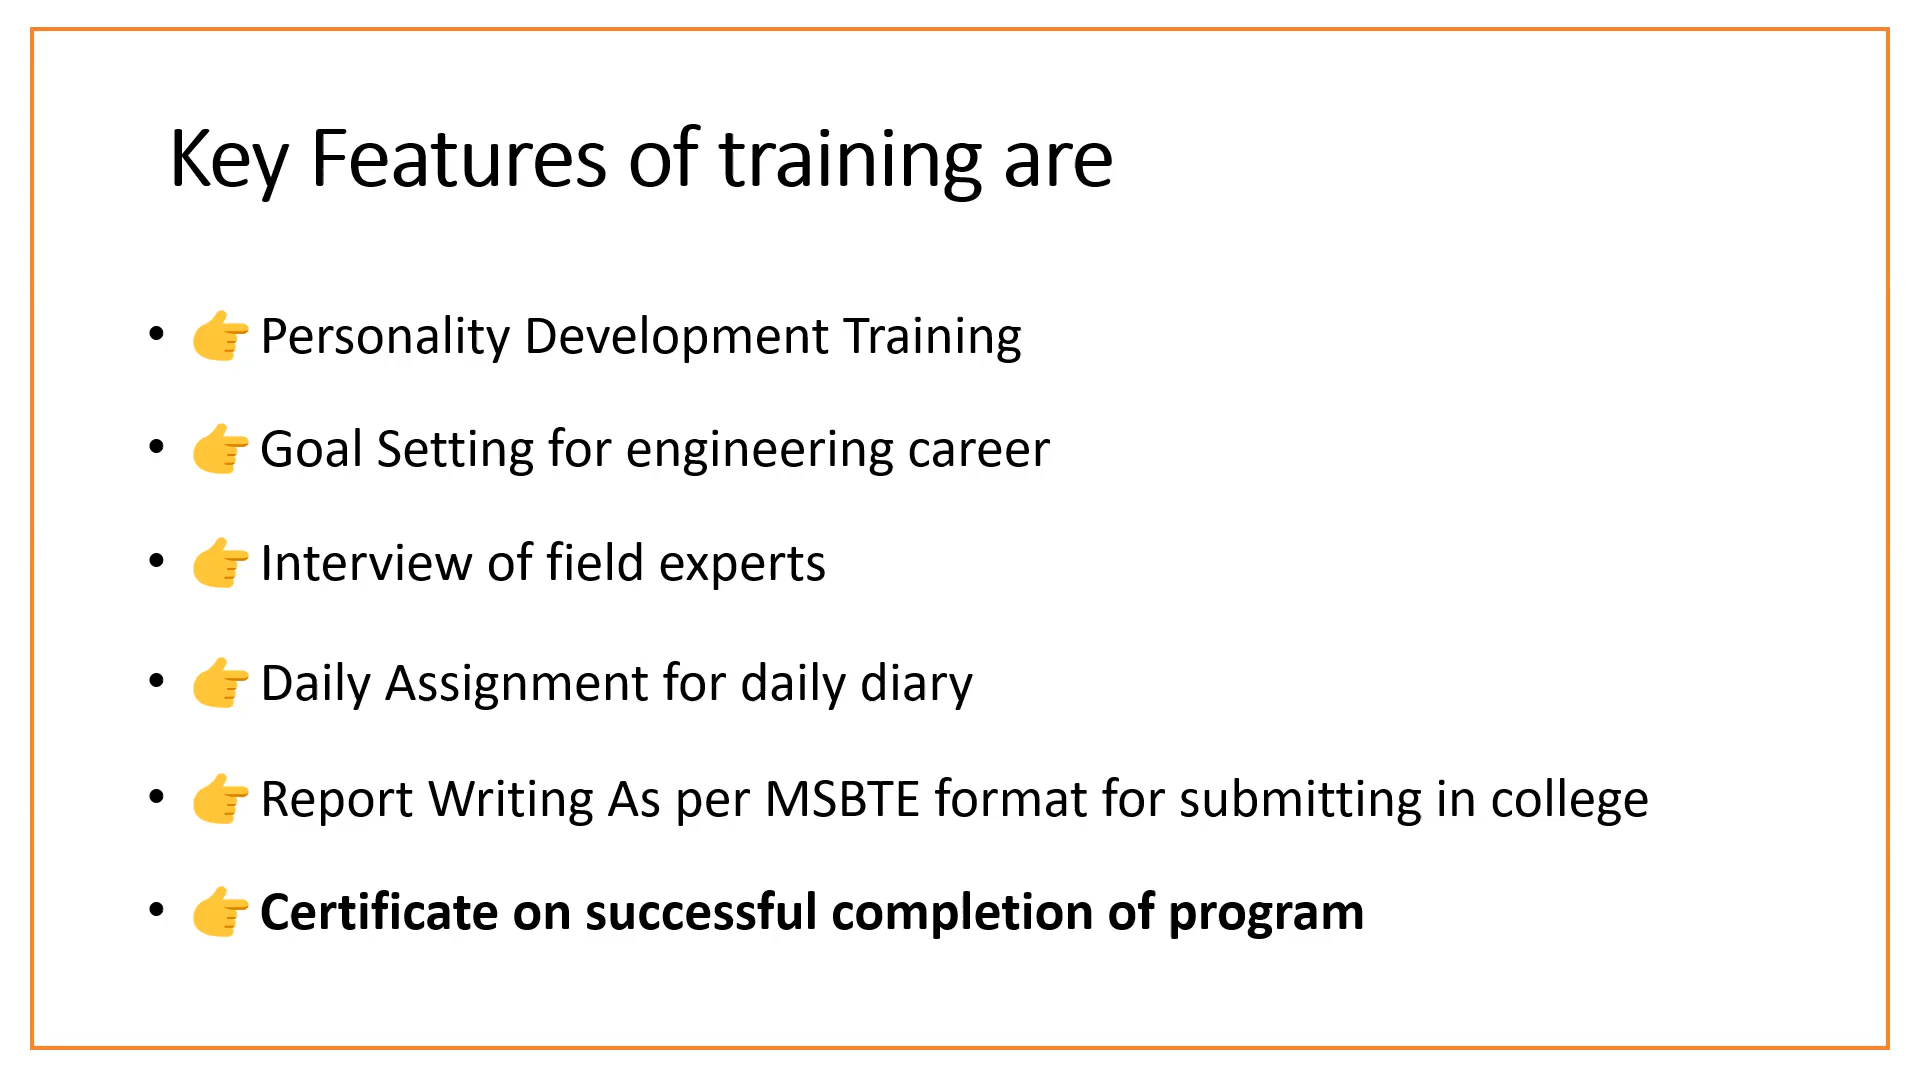 Key Features of training are
• 👉 Personality Development Training
• 👉 Goal Setting for engineering career
• 👉 Interview of field experts
• 👉 Daily Assignment for daily diary
• 👉 Report Writing As per MSBTE format for submitting in college
• 👉 Certificate on successful completion of program